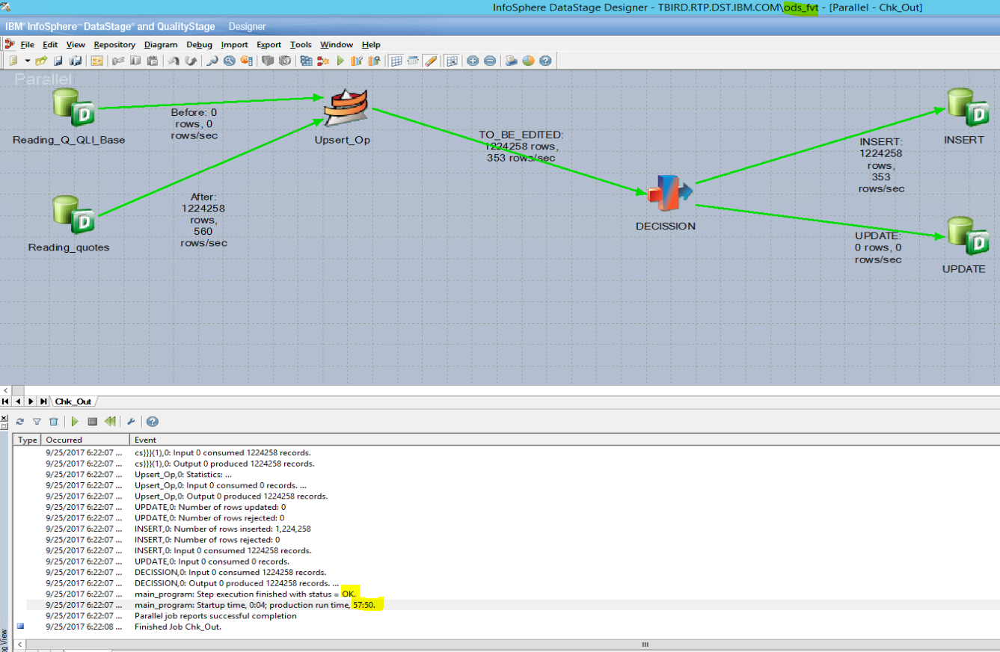 InfoSphere DataStage Designer - TBIRD.RTP.DST.IBM.COM\ods_fvt - [Parallel - Chk_Out]
IBM® InfoSphere™ DataStage® and QualityStage Designer
File Edit View Repository Diagram Debug Import Export Tools Window Help
Parallel
Before: 0
rows, 0
rows/sec
Reading_Q_QLI_Base
Upsert_Op
TO_BE_EDITED:
1224258 rows,
353 rows/sec
INSERT:
1224258
rows,
353
rows/sec
INSERT
After:
1224258
rows,
560
rows/sec
Reading_quotes
DECISSION
UPDATE:
0 rows, 0
rows/sec
UPDATE
Chk_Out
Type Occurred Event
9/25/2017 6:22:07 ... cs}}}(1),0: Input 0 consumed 1224258 records.
9/25/2017 6:22:07 ... cs}}}(1),0: Output 0 produced 1224258 records.
9/25/2017 6:22:07 ... Upsert_Op,0: Statistics: ...
9/25/2017 6:22:07 ... Upsert_Op,0: Input 0 consumed 0 records. ...
9/25/2017 6:22:07 ... Upsert_Op,0: Output 0 produced 1224258 records.
9/25/2017 6:22:07 ... UPDATE,0: Number of rows updated: 0
9/25/2017 6:22:07 ... UPDATE,0: Number of rows rejected: 0
9/25/2017 6:22:07 ... INSERT,0: Number of rows inserted: 1,224,258
9/25/2017 6:22:07 ... INSERT,0: Number of rows rejected: 0
9/25/2017 6:22:07 ... INSERT,0: Input 0 consumed 1224258 records.
9/25/2017 6:22:07 ... UPDATE,0: Input 0 consumed 0 records.
9/25/2017 6:22:07 ... DECISSION,0: Input 0 consumed 1224258 records.
9/25/2017 6:22:07 ... DECISSION,0: Output 0 produced 1224258 records. ...
9/25/2017 6:22:07 ... main_program: Step execution finished with status = OK.
9/25/2017 6:22:07 ... main_program: Startup time, 0:04; production run time, 57:50.
9/25/2017 6:22:07 ... Parallel job reports successful completion
9/25/2017 6:22:08 ... Finished Job Chk_Out.
View